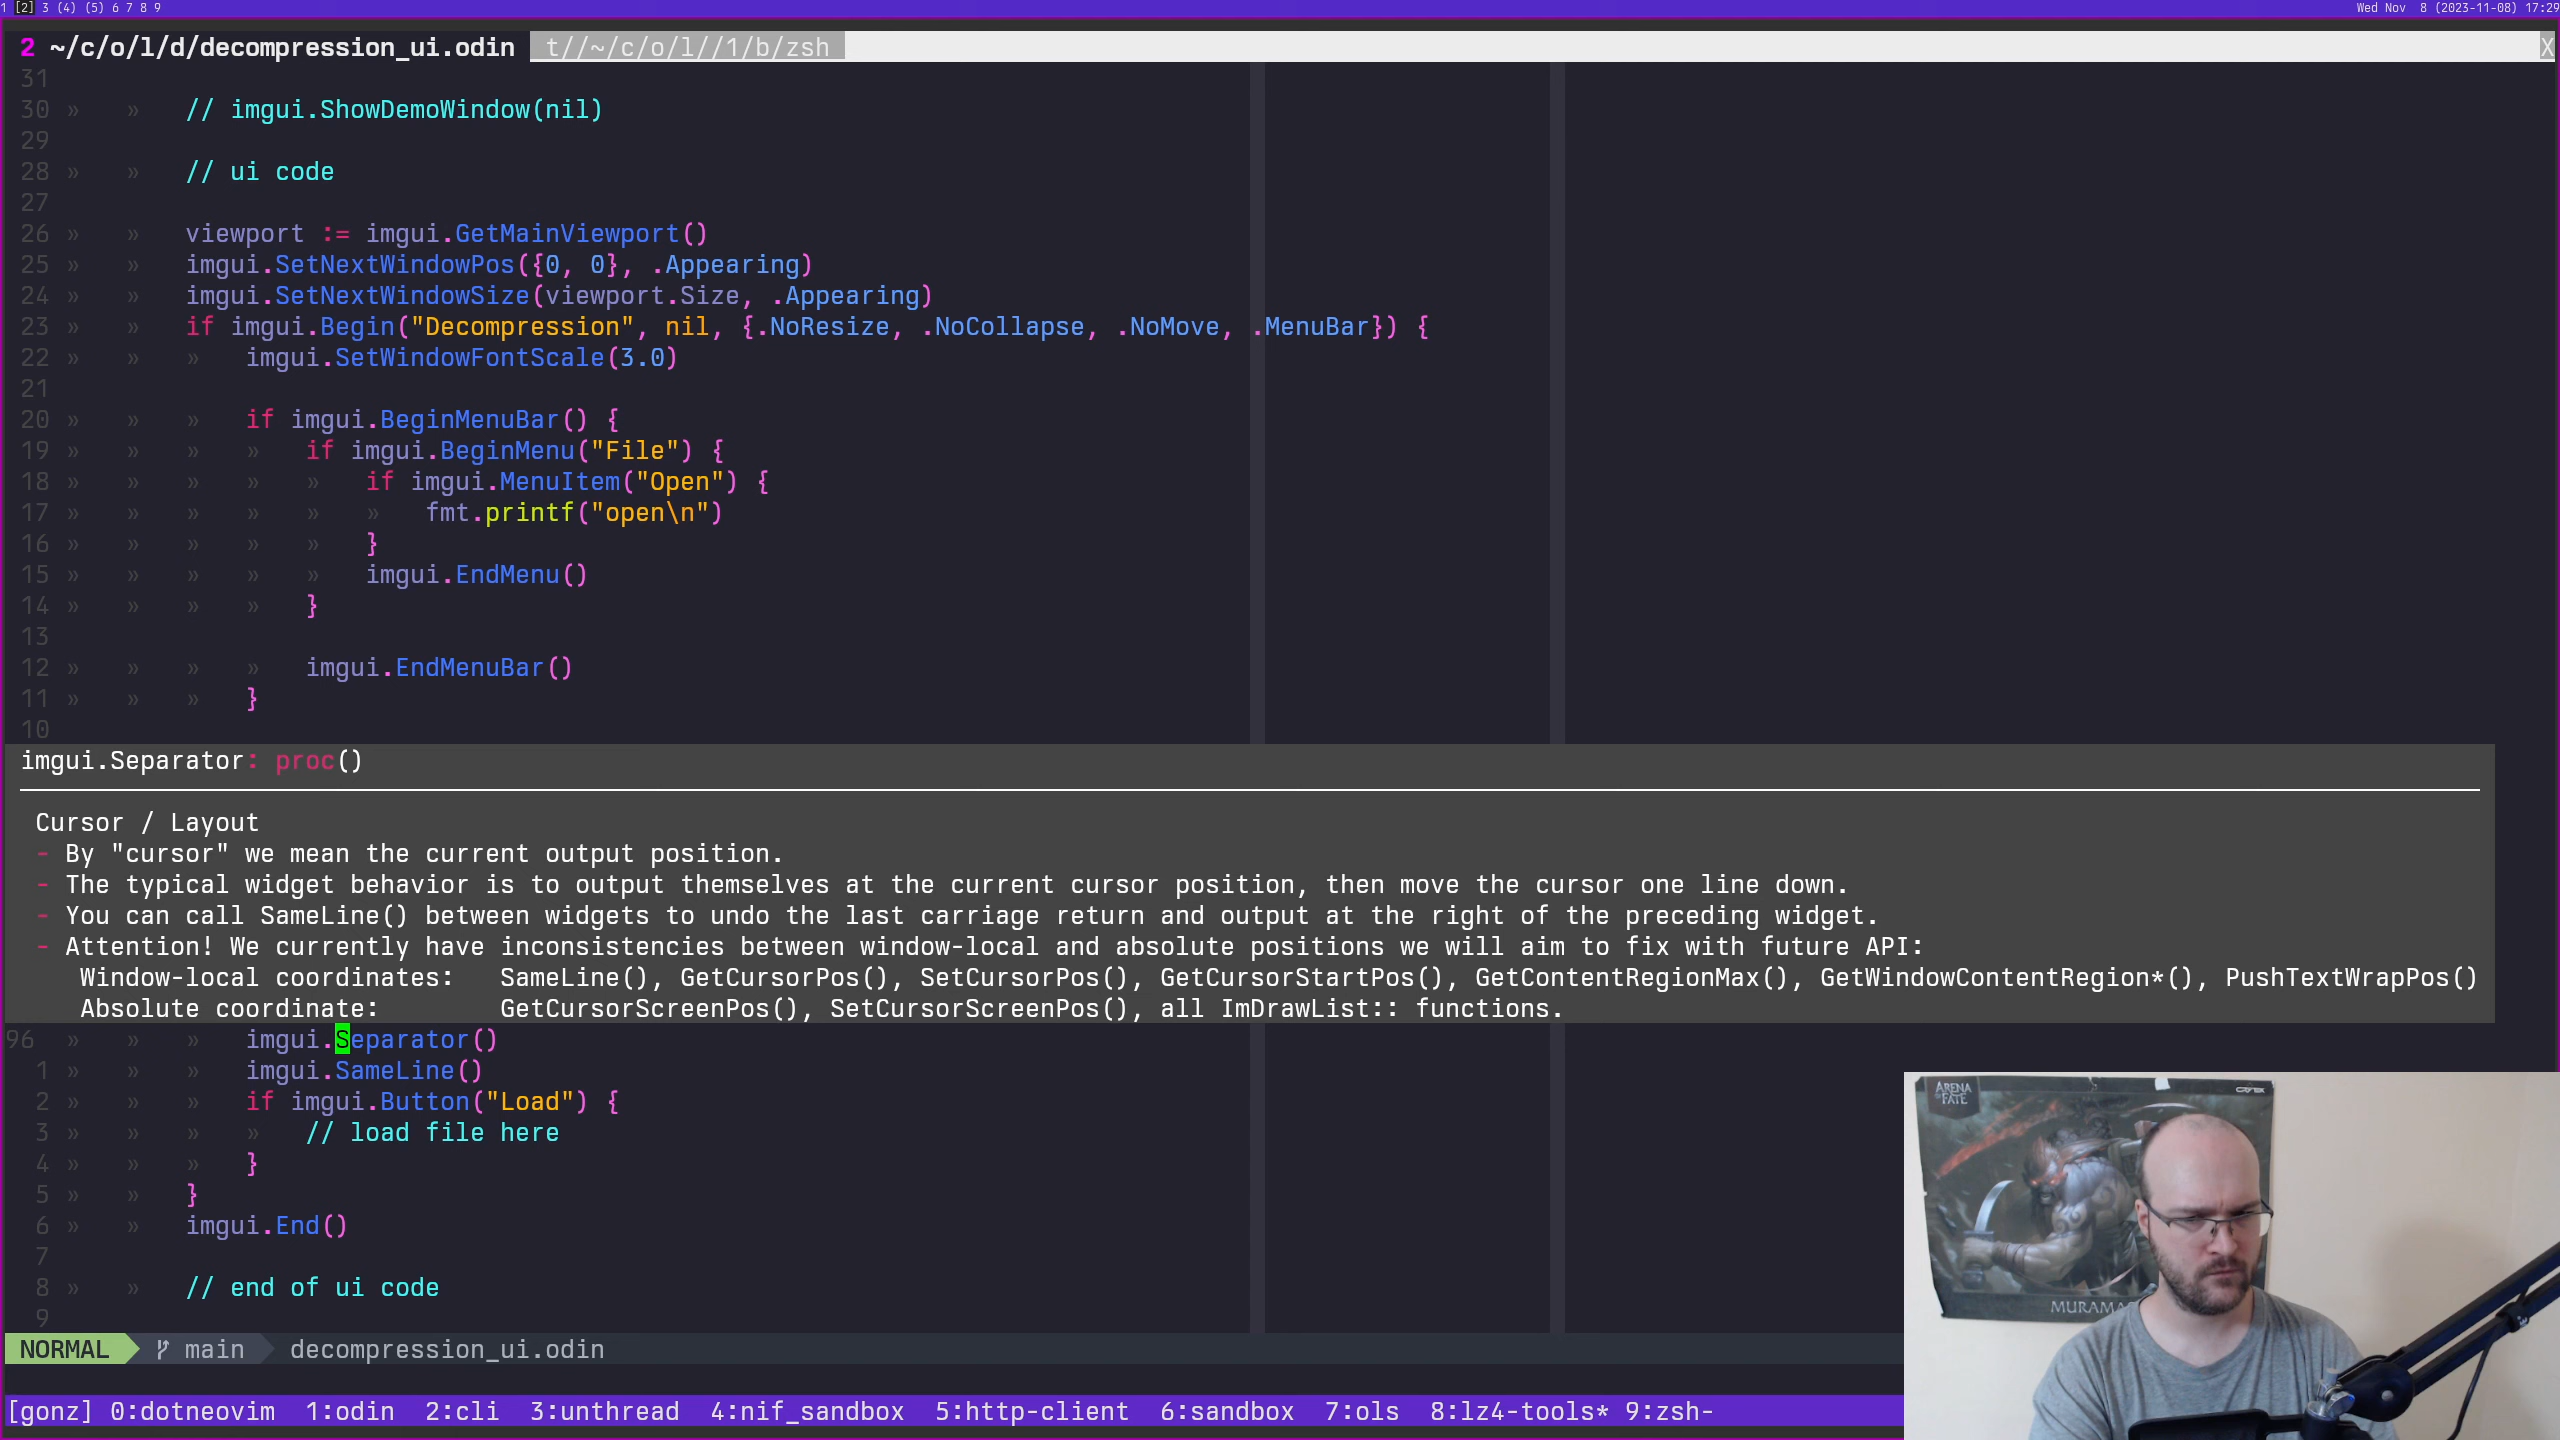 1 [2] 3 (4) (5) 6 7 8 9
Wed Nov  8 (2023-11-08) 17:29
2 ~/c/o/l/d/decompression_ui.odin  t//~/c/o/l//1/b/zsh X
31
30 » » // imgui.ShowDemoWindow(nil)
29
28 » » // ui code
27
26 » » viewport := imgui.GetMainViewport()
25 » » imgui.SetNextWindowPos({0, 0}, .Appearing)
24 » » imgui.SetNextWindowSize(viewport.Size, .Appearing)
23 » » if imgui.Begin("Decompression", nil, {.NoResize, .NoCollapse, .NoMove, .MenuBar}) {
22 » » » imgui.SetWindowFontScale(3.0)
21
20 » » » if imgui.BeginMenuBar() {
19 » » » » if imgui.BeginMenu("File") {
18 » » » » » if imgui.MenuItem("Open") {
17 » » » » » » fmt.printf("open\n")
16 » » » » » }
15 » » » » » imgui.EndMenu()
14 » » » » }
13
12 » » » » imgui.EndMenuBar()
11 » » » }
10
imgui.Separator: proc()
Cursor / Layout
- By "cursor" we mean the current output position.
- The typical widget behavior is to output themselves at the current cursor position, then move the cursor one line down.
- You can call SameLine() between widgets to undo the last carriage return and output at the right of the preceding widget.
- Attention! We currently have inconsistencies between window-local and absolute positions we will aim to fix with future API:
Window-local coordinates:   SameLine(), GetCursorPos(), SetCursorPos(), GetCursorStartPos(), GetContentRegionMax(), GetWindowContentRegion*(), PushTextWrapPos()
Absolute coordinate:        GetCursorScreenPos(), SetCursorScreenPos(), all ImDrawList:: functions.
96 » » » imgui.Separator()
1 » » » imgui.SameLine()
2 » » » if imgui.Button("Load") {
3 » » » » // load file here
4 » » » }
5 » » }
6 » » imgui.End()
7
8 » » // end of ui code
9
NORMAL main decompression_ui.odin
[gonz] 0:dotneovim  1:odin  2:cli  3:unthread  4:nif_sandbox  5:http-client  6:sandbox  7:ols  8:lz4-tools* 9:zsh-
ARENA
OF FATE
MURAMA